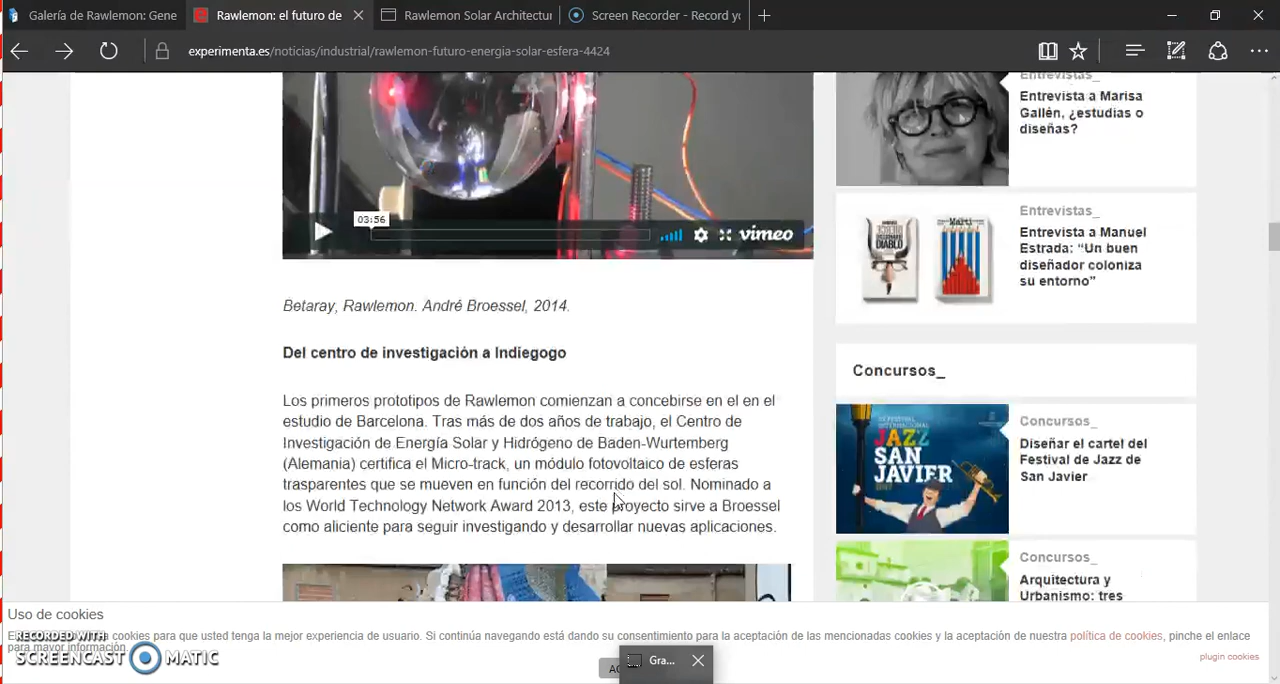 Galería de Rawlemon: Gene
Rawlemon: el futuro de
Rawlemon Solar Architectur
Screen Recorder - Record yo
experimenta.es/noticias/industrial/rawlemon-futuro-energia-solar-esfera-4424
03:56
vimeo
Betaray, Rawlemon. André Broessel, 2014.
Del centro de investigación a Indiegogo
Los primeros prototipos de Rawlemon comienzan a concebirse en el en el
estudio de Barcelona. Tras más de dos años de trabajo, el Centro de
Investigación de Energía Solar y Hidrógeno de Baden-Wurtemberg
(Alemania) certifica el Micro-track, un módulo fotovoltaico de esferas
trasparentes que se mueven en función del recorrido del sol. Nominado a
los World Technology Network Award 2013, este proyecto sirve a Broessel
como aliciente para seguir investigando y desarrollar nuevas aplicaciones.
Entrevistas_
Entrevista a Marisa
Gallén, ¿estudias o
diseñas?
Entrevistas_
Entrevista a Manuel
Estrada: “Un buen
diseñador coloniza
su entorno”
DIABLO
Martí
Concursos_
FESTIVAL
INTERNACIONAL
JAZZ
SAN
JAVIER
Concursos_
Diseñar el cartel del
Festival de Jazz de
San Javier
Concursos_
Arquitectura y
Urbanismo: tres
Uso de cookies
cookies para que usted tenga la mejor experiencia de usuario. Si continúa navegando está dando su consentimiento para la aceptación de las mencionadas cookies y la aceptación de nuestra política de cookies, pinche el enlace
para mayor información.
plugin cookies
RECORDED WITH
SCREENCAST MATIC
Gra...